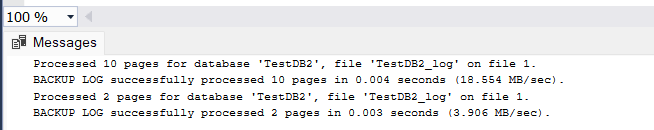 100 %
Messages
Processed 10 pages for database 'TestDB2', file 'TestDB2_log' on file 1.
BACKUP LOG successfully processed 10 pages in 0.004 seconds (18.554 MB/sec).
Processed 2 pages for database 'TestDB2', file 'TestDB2_log' on file 1.
BACKUP LOG successfully processed 2 pages in 0.003 seconds (3.906 MB/sec).